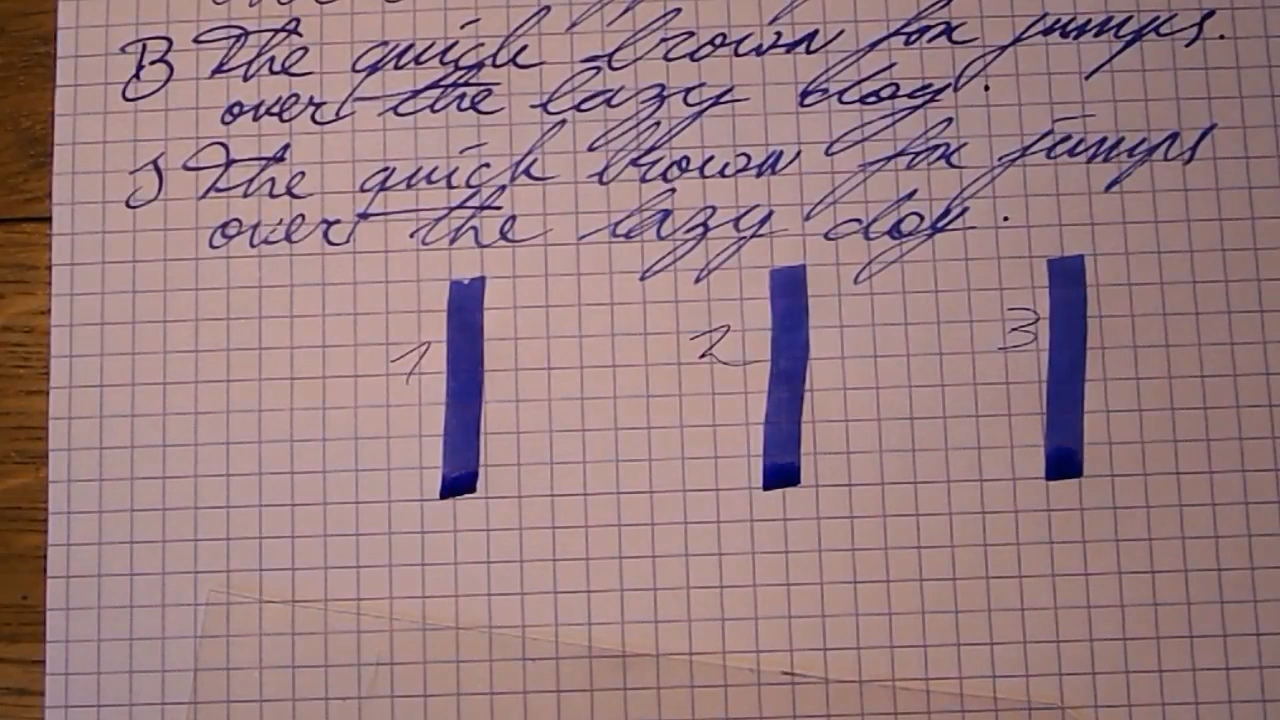 B The quick brown fox jumps.
over the lazy dog.
J The quick brown fox jumps
over the lazy dog.
1 2 3